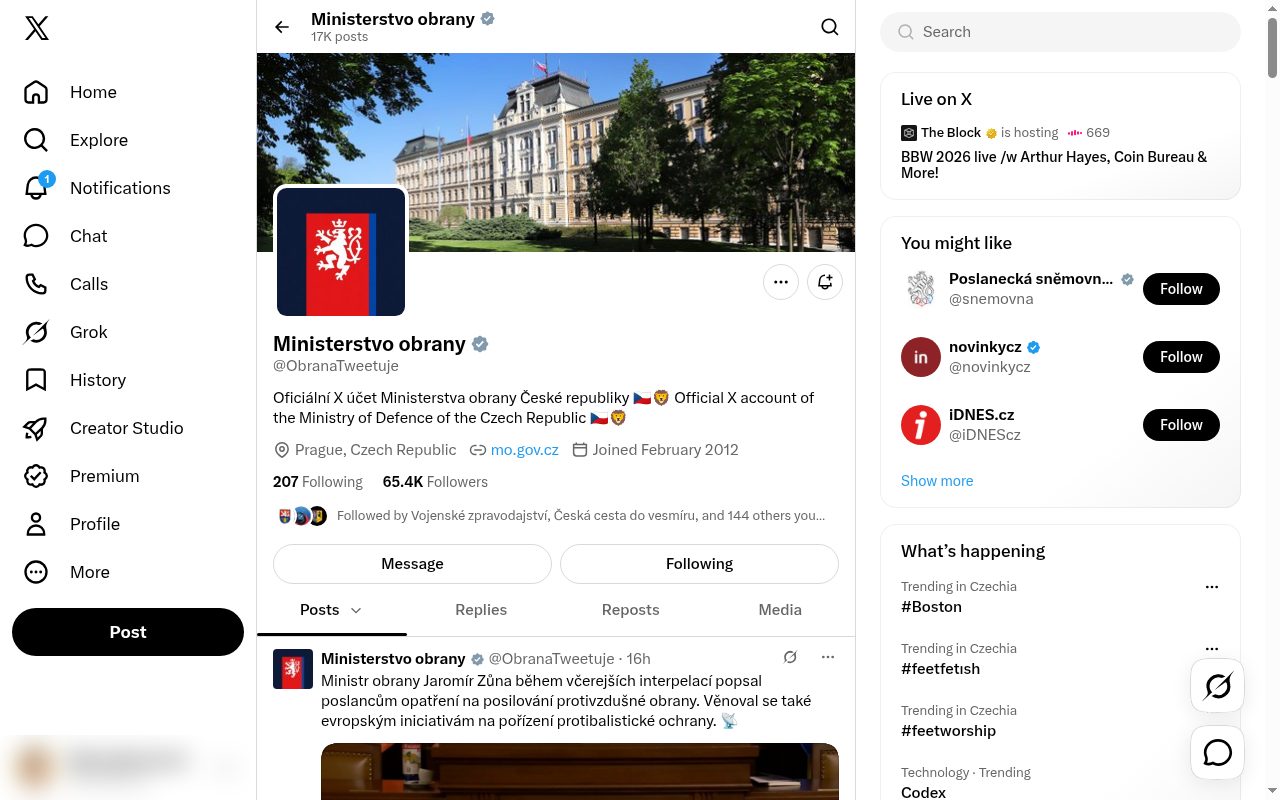 Home
Explore
1
Notifications
Chat
Calls
Grok
History
Creator Studio
Premium
Profile
More
Post
Ministerstvo obrany
17K posts
Ministerstvo obrany
@ObranaTweetuje
Oficiální X účet Ministerstva obrany České republiky 🇨🇿🦁 Official X account of
the Ministry of Defence of the Czech Republic 🇨🇿🦁
Prague, Czech Republic mo.gov.cz Joined February 2012
207 Following 65.4K Followers
Followed by Vojenské zpravodajství, Česká cesta do vesmíru, and 144 others you...
Message Following
Posts Replies Reposts Media
Ministerstvo obrany @ObranaTweetuje · 16h
Ministr obrany Jaromír Zůna během včerejších interpelací popsal
poslancům opatření na posilování protivzdušné obrany. Věnoval se také
evropským iniciativám na pořízení protibalistické ochrany. 📡
Search
Live on X
The Block is hosting 669
BBW 2026 live /w Arthur Hayes, Coin Bureau &
More!
You might like
Poslanecká sněmovn...
@snemovna
Follow
in
novinkycz
@novinkycz
Follow
i
iDNES.cz
@iDNEScz
Follow
Show more
What's happening
Trending in Czechia
#Boston
Trending in Czechia
#feetfetish
Trending in Czechia
#feetworship
Technology · Trending
Codex